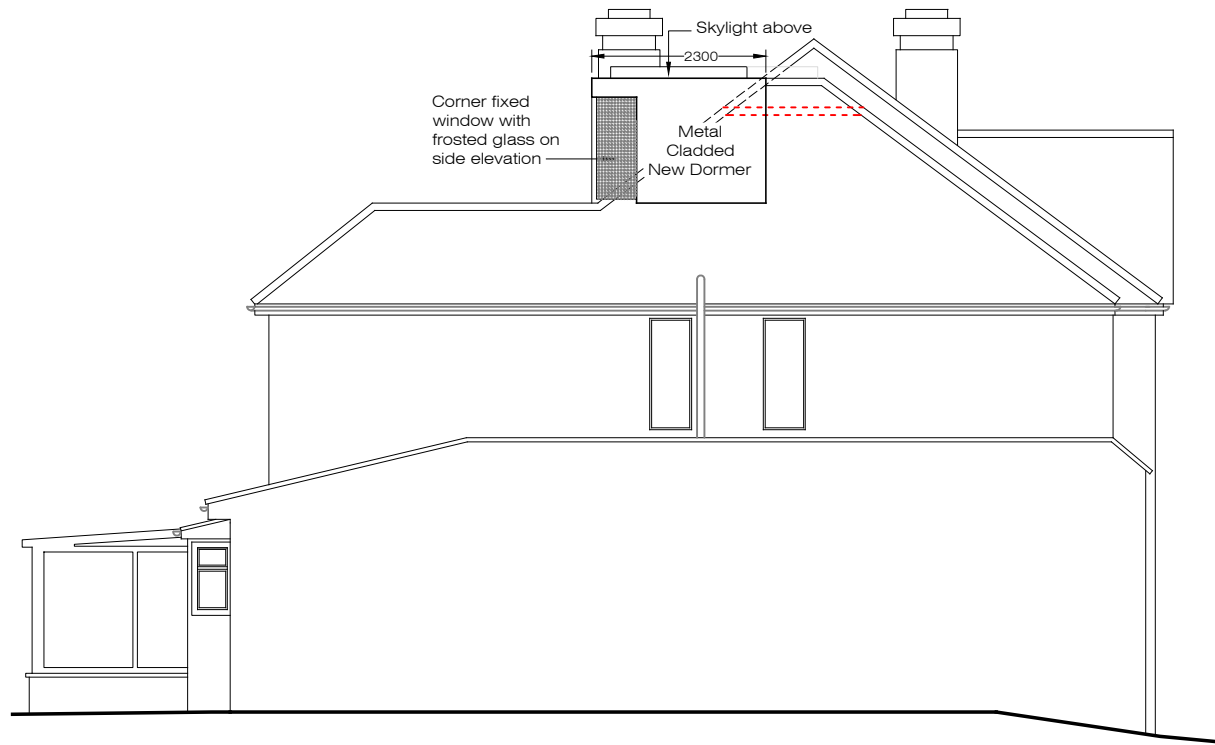 Skylight above
2300
Corner fixed
window with
frosted glass on
side elevation
Metal
Cladded
New Dormer